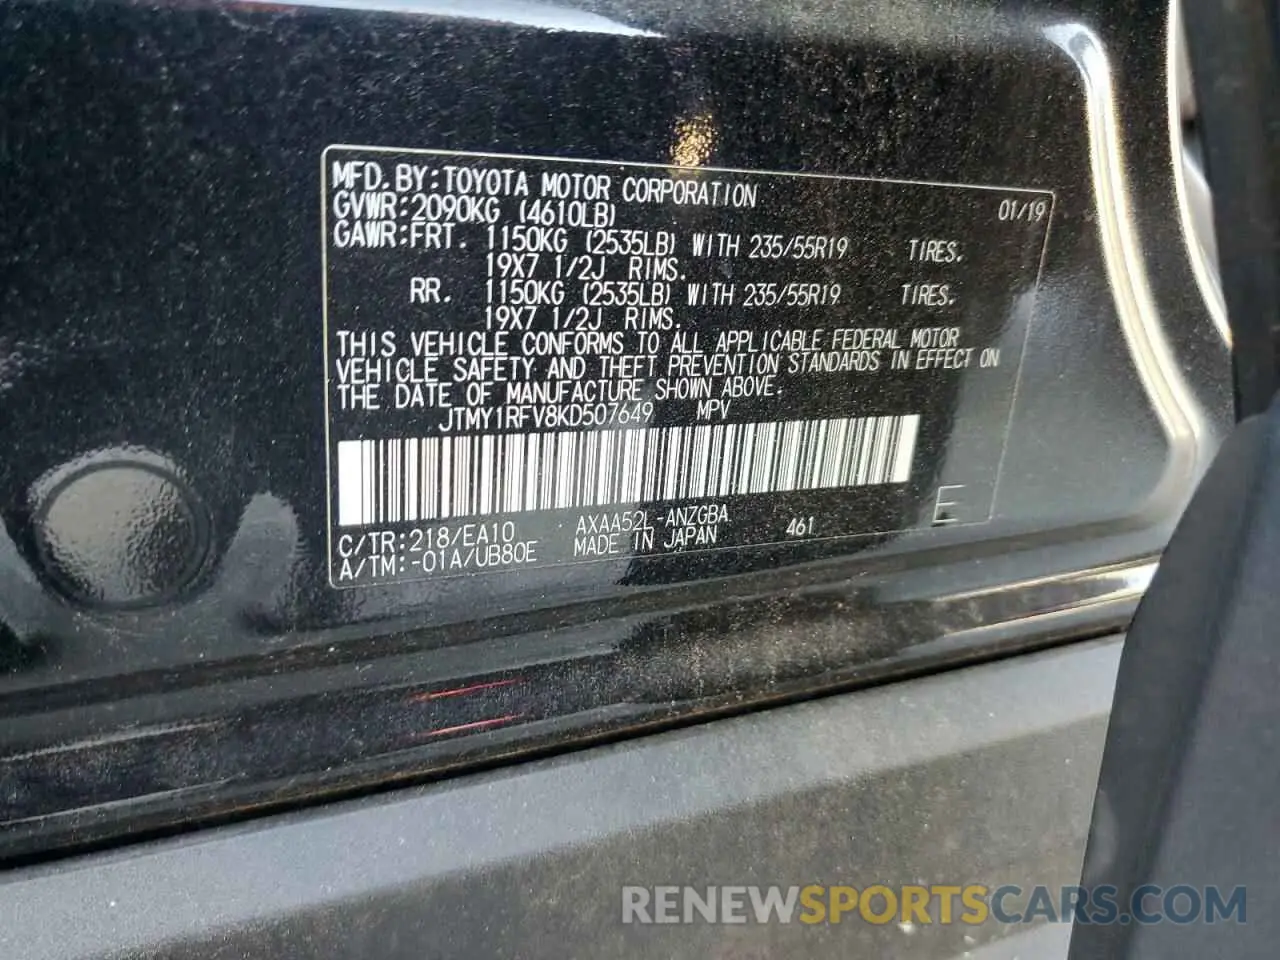 MFD.BY:TOYOTA MOTOR CORPORATION 01/19
GVWR:2090KG (4610LB)
GAWR:FRT. 1150KG (2535LB) WITH 235/55R19 TIRES.
19X7 1/2J RIMS.
RR. 1150KG (2535LB) WITH 235/55R19 TIRES.
19X7 1/2J RIMS.
THIS VEHICLE CONFORMS TO ALL APPLICABLE FEDERAL MOTOR
VEHICLE SAFETY AND THEFT PREVENTION STANDARDS IN EFFECT ON
THE DATE OF MANUFACTURE SHOWN ABOVE.
JTMY1RFV8KD507649 MPV
C/TR:218/EA10 AXAA52L-ANZGBA 461 E
A/TM:-01A/UB80E MADE IN JAPAN
RENEWSPORTSCARS.COM